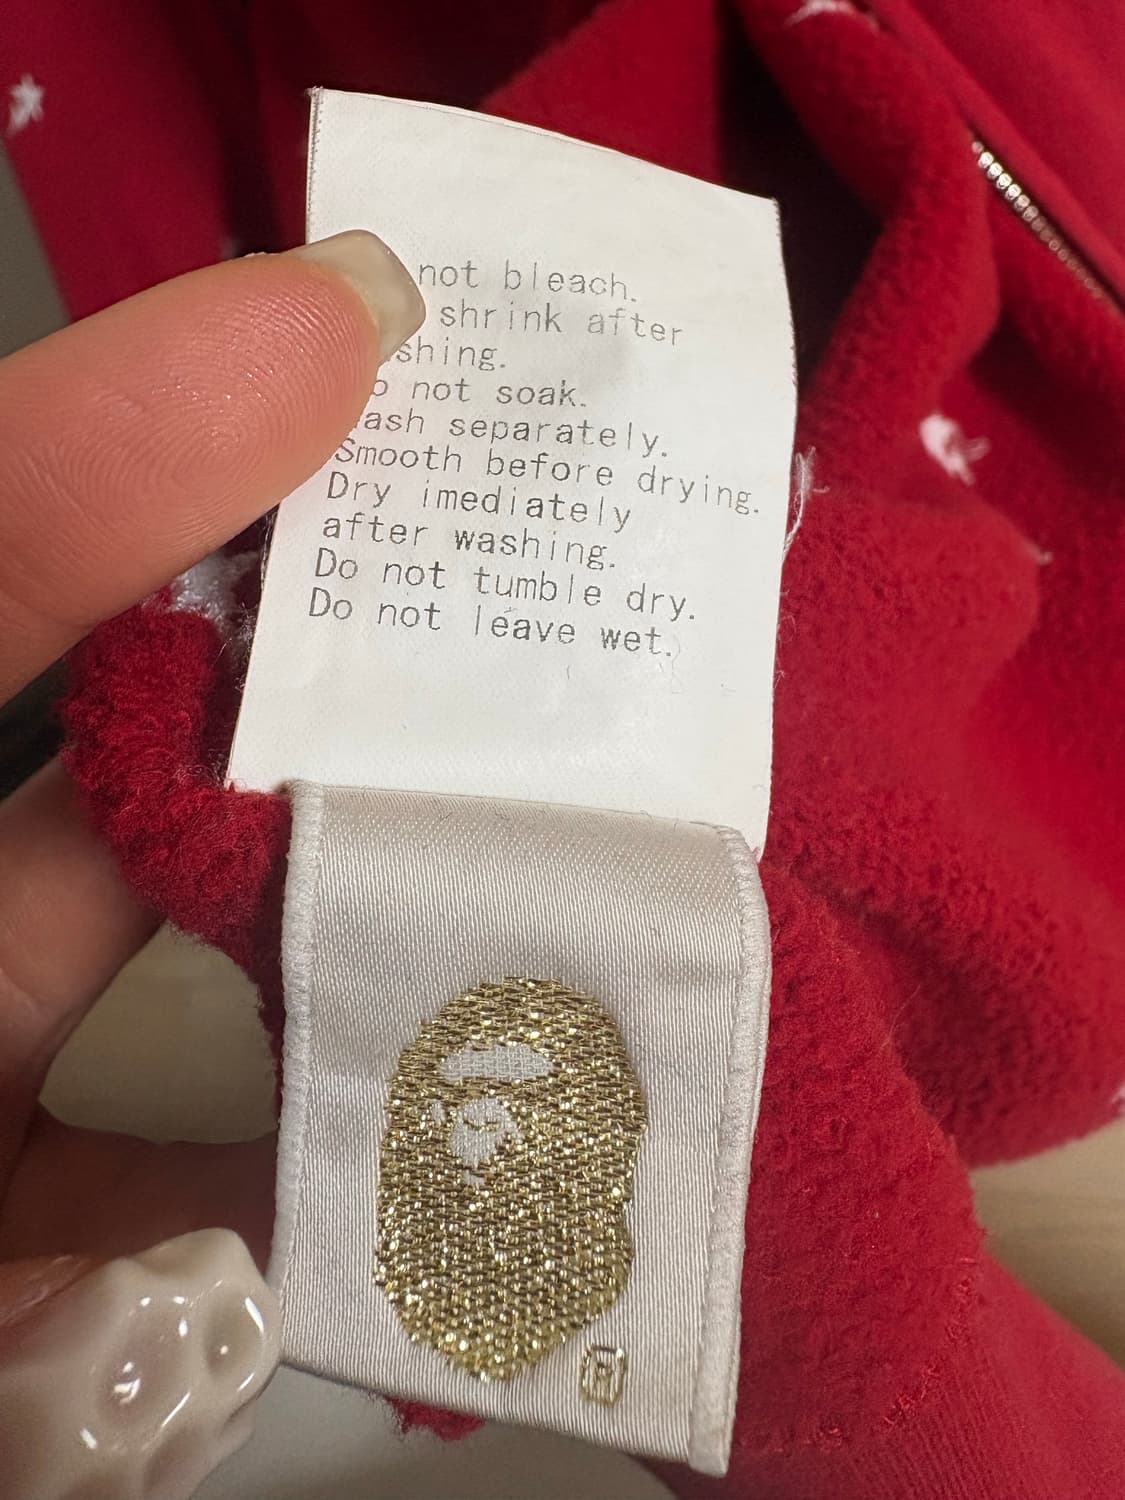 not bleach.
shrink after
shing.
o not soak.
ash separately.
Smooth before drying.
Dry imediately
after washing.
Do not tumble dry.
Do not leave wet.
R